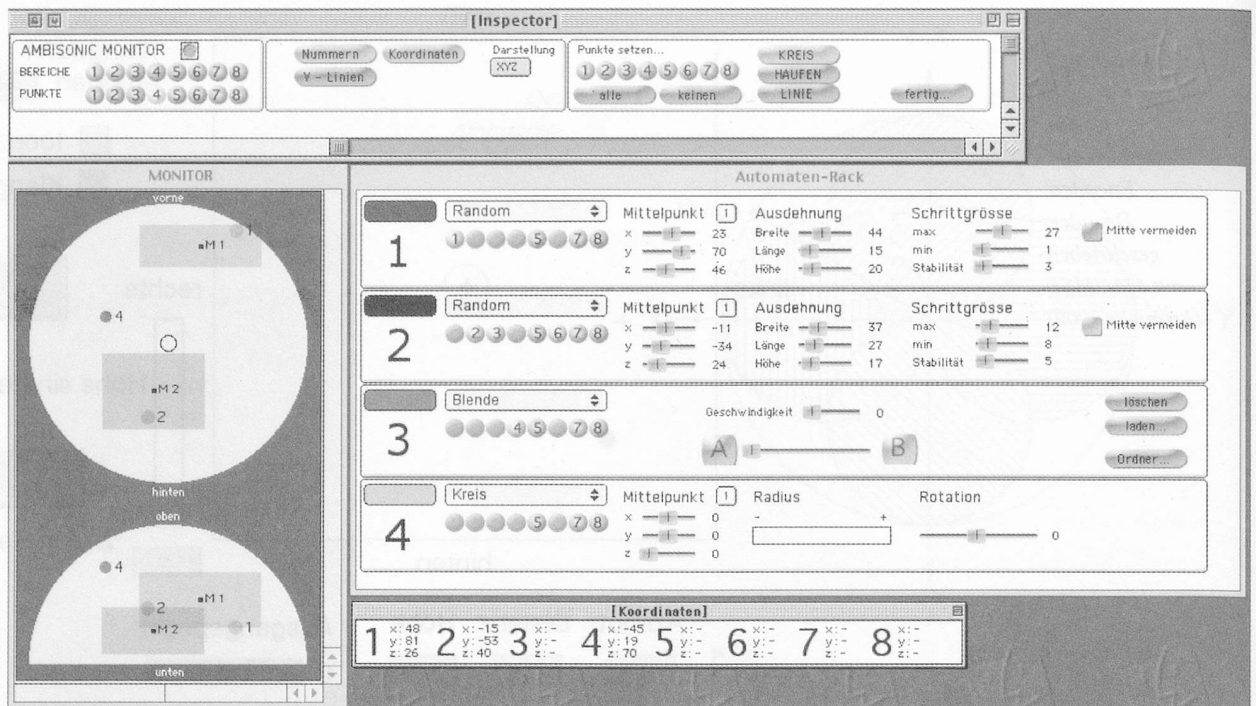 [Inspector]
AMBISONIC MONITOR
BEREICHE 1 2 3 4 5 6 7 8
PUNKTE 1 2 3 4 5 6 7 8
Nummern Koordinaten
Y - Linien
Darstellung
XYZ
Punkte setzen...
1 2 3 4 5 6 7 8
alle keinen
KREIS
HAUFEN
LINIE
fertig...
MONITOR
vorne
1
M 1
4
M 2
2
hinten
oben
4
M 1
2
M 2
1
unten
Automaten-Rack
1
Random
1 5 7 8
Mittelpunkt 1
x 23
y 70
z 46
Ausdehnung
Breite 44
Länge 15
Höhe 20
Schrittgrösse
max 27
min 1
Stabilität 3
Mitte vermeiden
2
Random
2 3 5 6 7 8
Mittelpunkt 1
x -11
y -34
z 24
Ausdehnung
Breite 37
Länge 27
Höhe 17
Schrittgrösse
max 12
min 8
Stabilität 5
Mitte vermeiden
3
Blende
4 5 7 8
Geschwindigkeit 0
A B
löschen
laden...
Ordner...
4
Kreis
5 7 8
Mittelpunkt 1
x 0
y 0
z 0
Radius
- +
Rotation
0
[Koordinaten]
1 x: 48 y: 81 z: 26
2 x: -15 y: -53 z: 40
3 x: - y: - z: -
4 x: -45 y: 19 z: 70
5 x: - y: - z: -
6 x: - y: - z: -
7 x: - y: - z: -
8 x: - y: - z: -
rechts
hinten